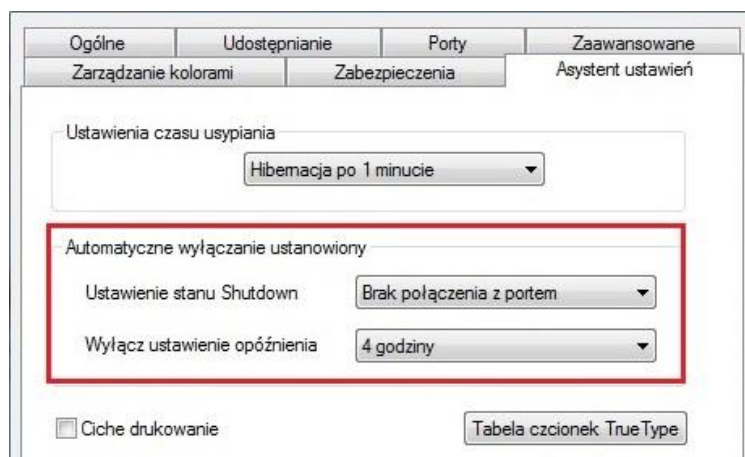 Ogólne Udostępnianie Porty Zaawansowane
Zarządzanie kolorami Zabezpieczenia Asystent ustawień
Ustawienia czasu usypiania
Hibernacja po 1 minucie
Automatyczne wyłączanie ustanowiony
Ustawienie stanu Shutdown Brak połączenia z portem
Wyłącz ustawienie opóźnienia 4 godziny
Ciche drukowanie Tabela czcionek TrueType